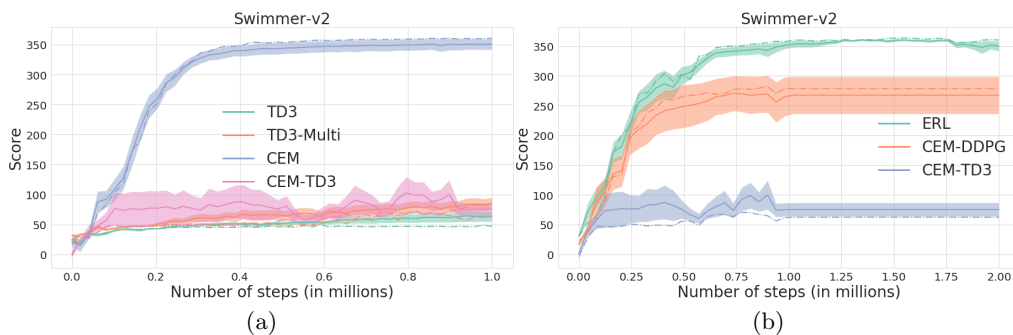 Swimmer-v2
350
300
250
200
150
100
50
0
Score
TD3
TD3-Multi
CEM
CEM-TD3
0.0 0.2 0.4 0.6 0.8 1.0
Number of steps (in millions)
(a)
Swimmer-v2
350
300
250
200
150
100
50
0
Score
ERL
CEM-DDPG
CEM-TD3
0.00 0.25 0.50 0.75 1.00 1.25 1.50 1.75 2.00
Number of steps (in millions)
(b)